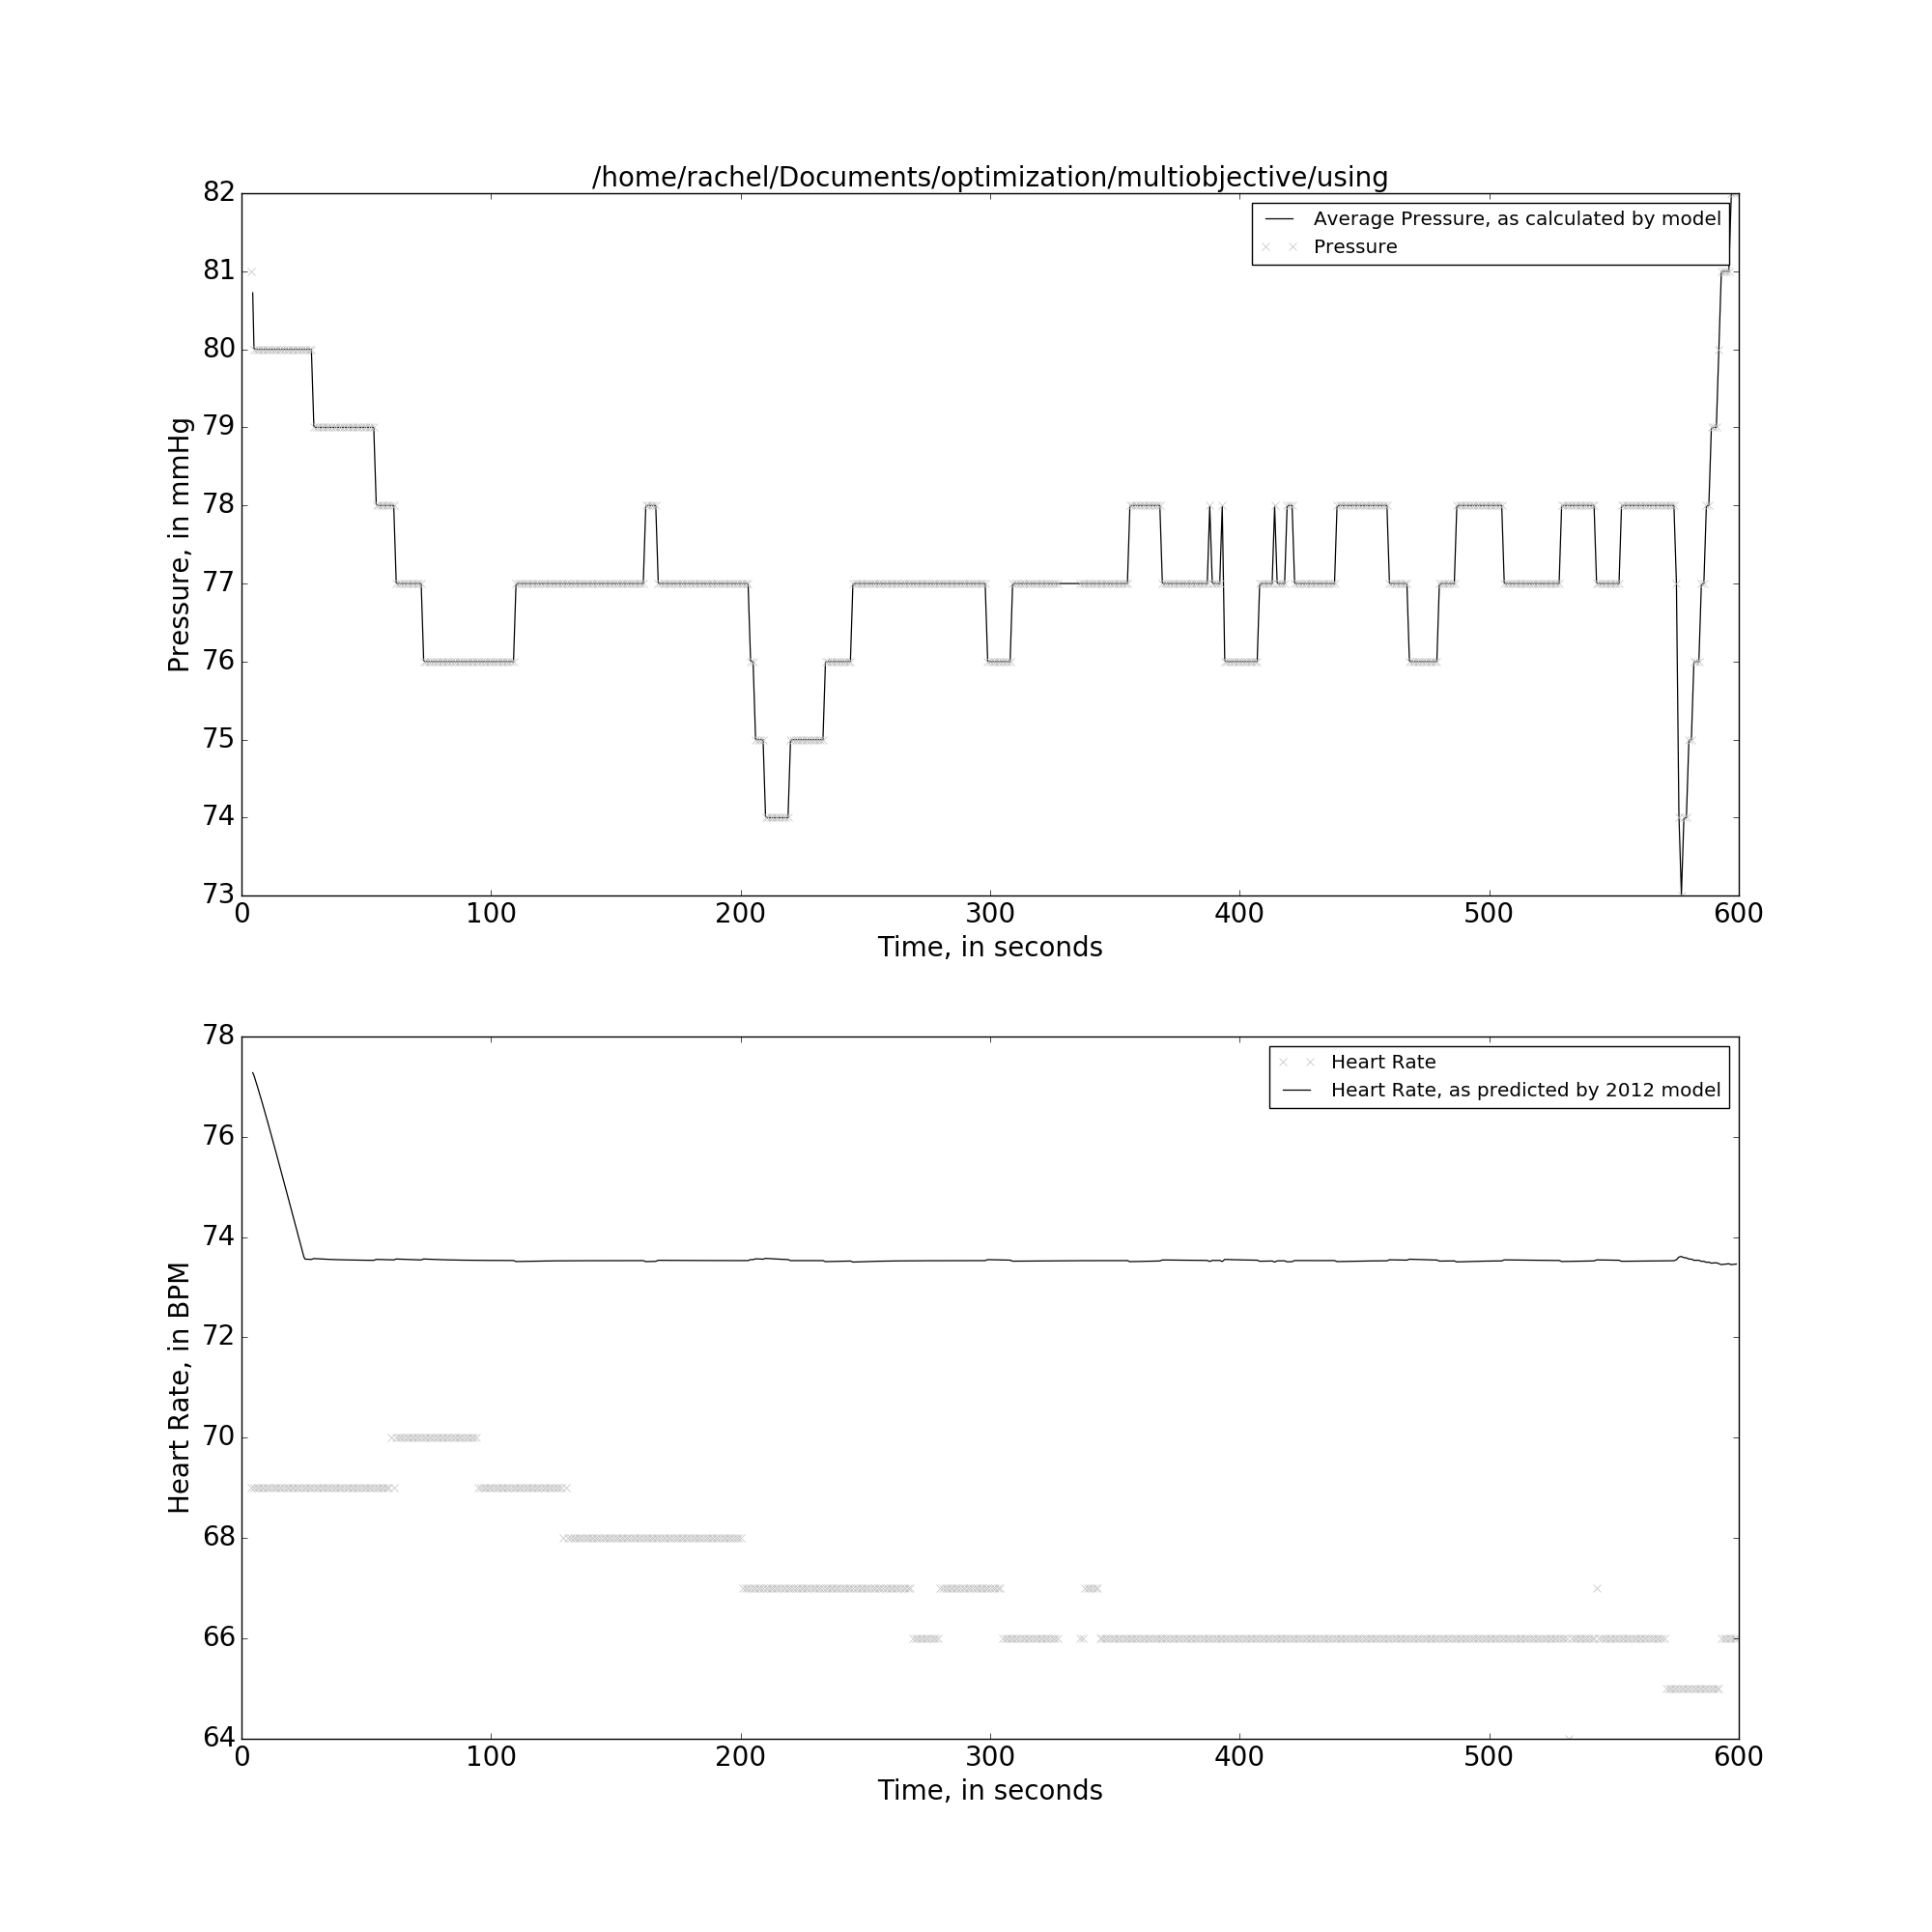 /home/rachel/Documents/optimization/multiobjective/using
82
81
80
79
78
77
76
75
74
73
Pressure, in mmHg
Average Pressure, as calculated by model
Pressure
0 100 200 300 400 500 600
Time, in seconds
78
76
74
72
70
68
66
64
Heart Rate, in BPM
Heart Rate
Heart Rate, as predicted by 2012 model
0 100 200 300 400 500 600
Time, in seconds